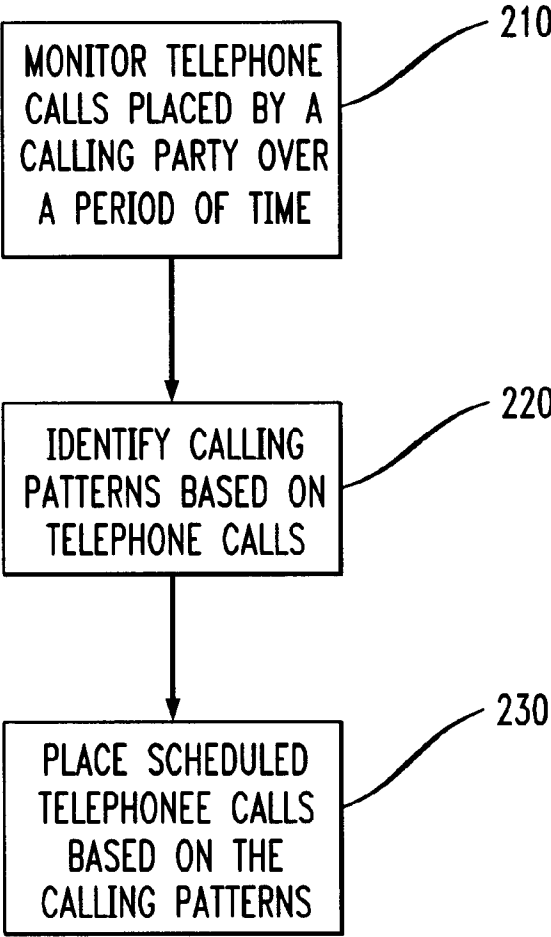 210
MONITOR TELEPHONE
CALLS PLACED BY A
CALLING PARTY OVER
A PERIOD OF TIME
220
IDENTIFY CALLING
PATTERNS BASED ON
TELEPHONE CALLS
230
PLACE SCHEDULED
TELEPHONEE CALLS
BASED ON THE
CALLING PATTERNS